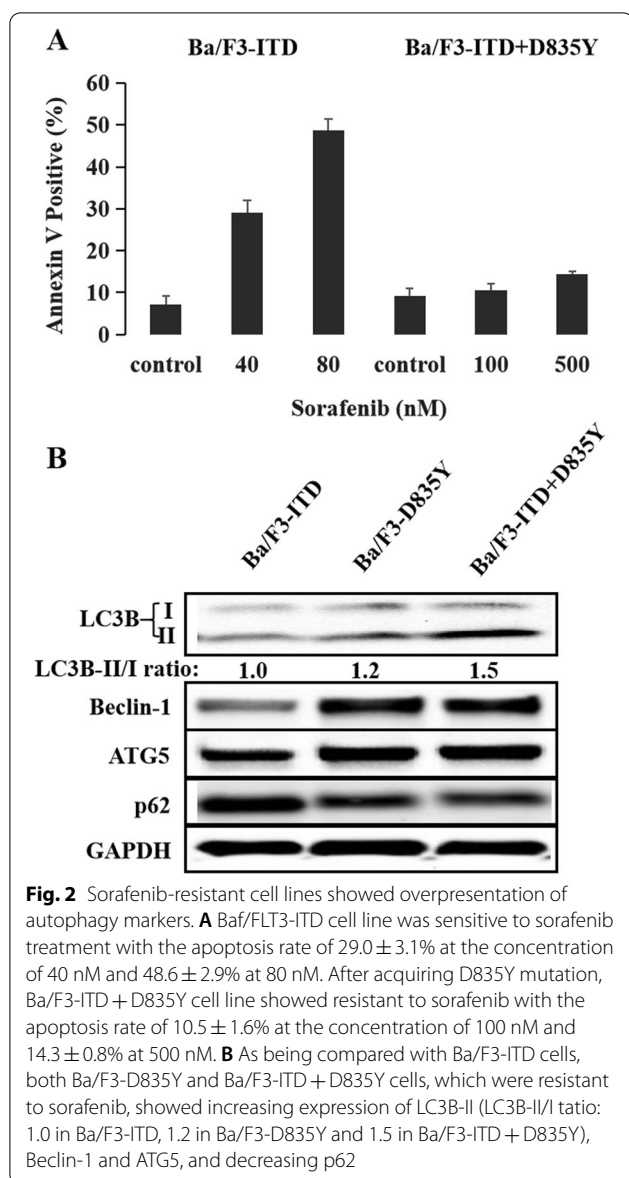 A
Ba/F3-ITD Ba/F3-ITD+D835Y
Annexin V Positive (%)
60
50
40
30
20
10
0
control 40 80 control 100 500
Sorafenib (nM)
B
Ba/F3-ITD
Ba/F3-D835Y
Ba/F3-ITD+D835Y
LC3B I
II
LC3B-II/I ratio: 1.0 1.2 1.5
Beclin-1
ATG5
p62
GAPDH
Fig. 2 Sorafenib-resistant cell lines showed overpresentation of
autophagy markers. A Baf/FLT3-ITD cell line was sensitive to sorafenib
treatment with the apoptosis rate of 29.0 ± 3.1% at the concentration
of 40 nM and 48.6 ± 2.9% at 80 nM. After acquiring D835Y mutation,
Ba/F3-ITD + D835Y cell line showed resistant to sorafenib with the
apoptosis rate of 10.5 ± 1.6% at the concentration of 100 nM and
14.3 ± 0.8% at 500 nM. B As being compared with Ba/F3-ITD cells,
both Ba/F3-D835Y and Ba/F3-ITD + D835Y cells, which were resistant
to sorafenib, showed increasing expression of LC3B-II (LC3B-II/I tatio:
1.0 in Ba/F3-ITD, 1.2 in Ba/F3-D835Y and 1.5 in Ba/F3-ITD + D835Y),
Beclin-1 and ATG5, and decreasing p62